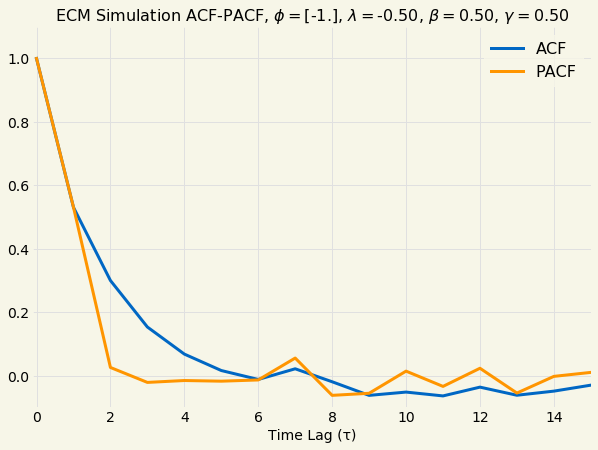 ECM Simulation ACF-PACF, ϕ = [-1.], λ = -0.50, β = 0.50, γ = 0.50
ACF
PACF
1.0
0.8
0.6
0.4
0.2
0.0
0 2 4 6 8 10 12 14
Time Lag (τ)